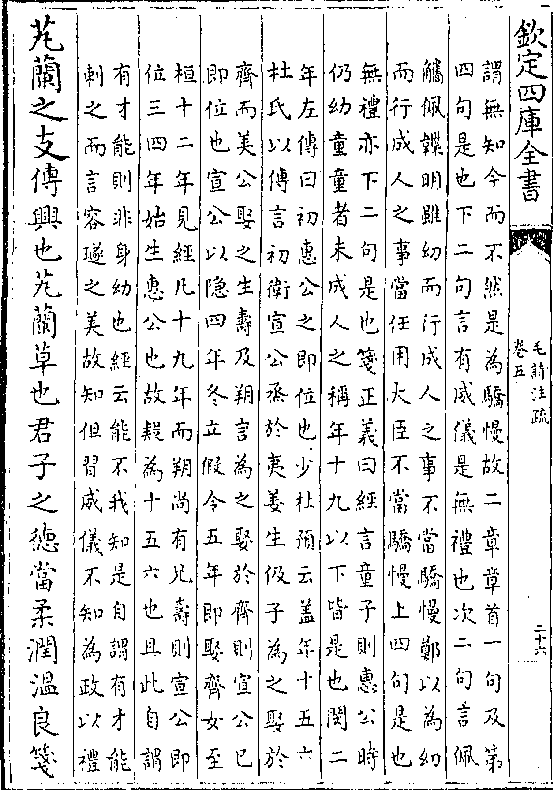 欽定四庫全書
毛詩注疏
卷五
二十六
謂無知今而不然是為驕慢故二章章首一句及第
四句是也下二句言有威儀是無禮也次二句言佩
觿佩韘明雖幼而行成人之事不當驕慢鄭以為幼
而行成人之事當任用大臣不當驕慢上四句是也
無禮亦下二句是也箋正義曰經言童子則惠公時
仍幼童童者未成人之稱年十九以下皆是也閔二
年左傳曰初惠公之即位也少杜預云盖年十五六
杜氏以傳言初衛宣公烝於夷姜生伋子為之娶於
齊而美公娶之生壽及朔言為之娶於齊則宣公已
即位也宣公以隐四年冬立假令五年即娶齊女至
桓十二年見經凡十九年而朔尚有兄壽則宣公即
位三四年始生惠公也故疑為十五六也且此自謂
有才能則非身幼也經云能不我知是自謂有才能
刺之而言容璲之美故知但習威儀不知為政以禮
芄蘭之支傳興也芄蘭草也君子之徳當柔潤溫良箋